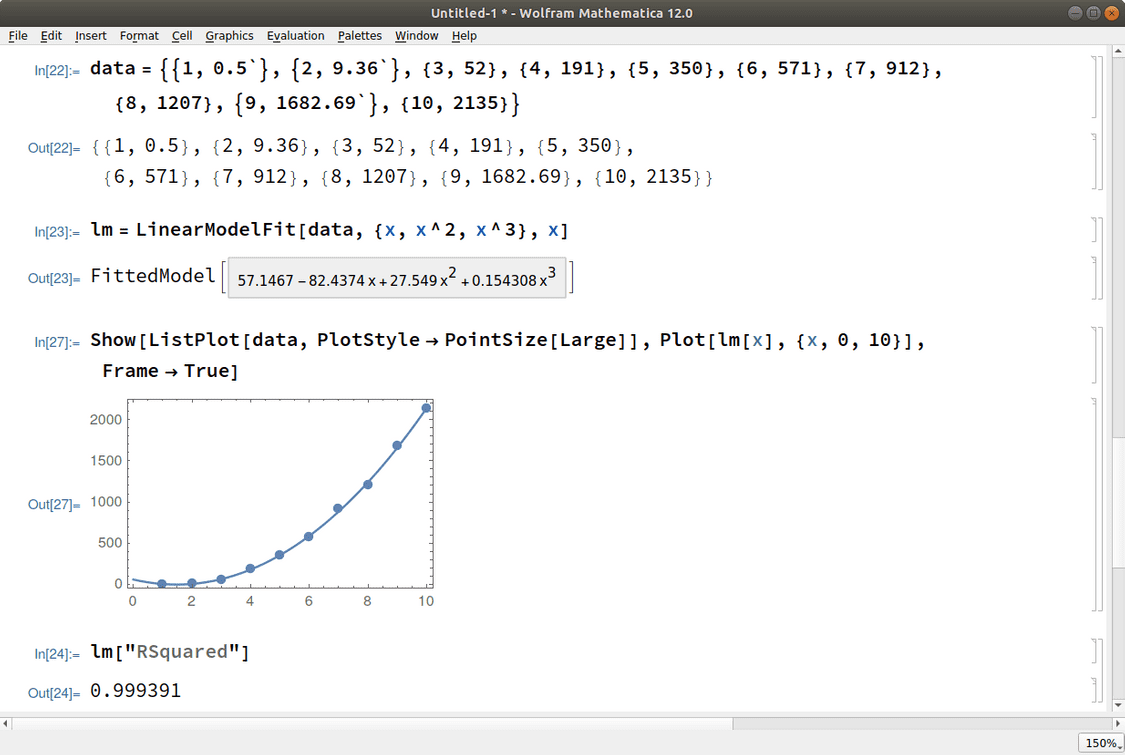 Untitled-1 * - Wolfram Mathematica 12.0
File Edit Insert Format Cell Graphics Evaluation Palettes Window Help
In[22]:= data = {{1, 0.5`}, {2, 9.36`}, {3, 52}, {4, 191}, {5, 350}, {6, 571}, {7, 912},
{8, 1207}, {9, 1682.69`}, {10, 2135}}
Out[22]= {{1, 0.5}, {2, 9.36}, {3, 52}, {4, 191}, {5, 350},
{6, 571}, {7, 912}, {8, 1207}, {9, 1682.69}, {10, 2135}}
In[23]:= lm = LinearModelFit[data, {x, x^2, x^3}, x]
Out[23]= FittedModel[57.1467 − 82.4374 x + 27.549 x² + 0.154308 x³]
In[27]:= Show[ListPlot[data, PlotStyle → PointSize[Large]], Plot[lm[x], {x, 0, 10}],
Frame → True]
2000
1500
1000
Out[27]=
500
0
0 2 4 6 8 10
In[24]:= lm["RSquared"]
Out[24]= 0.999391
150%